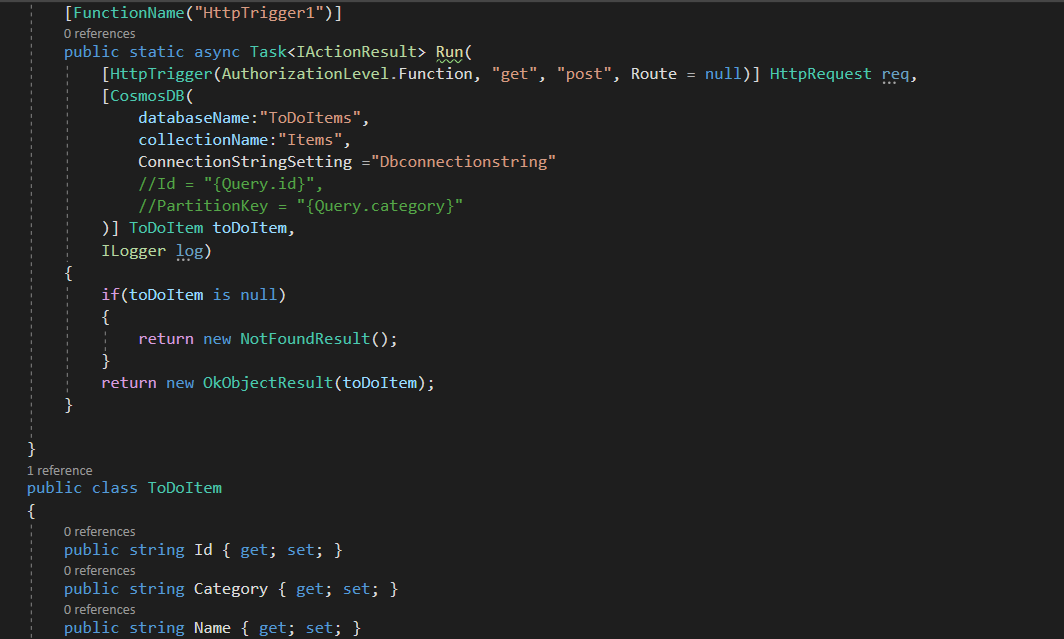 [FunctionName("HttpTrigger1")]
0 references
public static async Task<IActionResult> Run(
[HttpTrigger(AuthorizationLevel.Function, "get", "post", Route = null)] HttpRequest req,
[CosmosDB(
databaseName:"ToDoItems",
collectionName:"Items",
ConnectionStringSetting ="Dbconnectionstring"
//Id = "{Query.id}",
//PartitionKey = "{Query.category}"
)] ToDoItem toDoItem,
ILogger log)
{
if(toDoItem is null)
{
return new NotFoundResult();
}
return new OkObjectResult(toDoItem);
}
}
1 reference
public class ToDoItem
{
0 references
public string Id { get; set; }
0 references
public string Category { get; set; }
0 references
public string Name { get; set; }